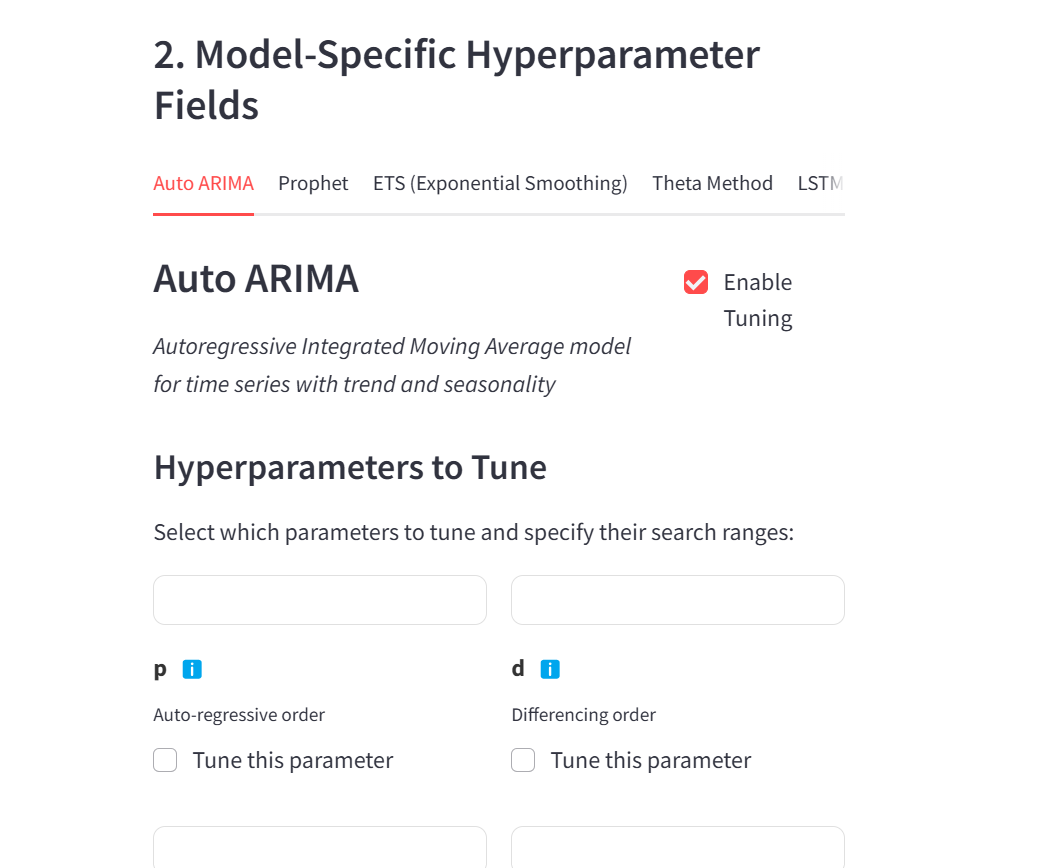 2. Model-Specific Hyperparameter
Fields
Auto ARIMA Prophet ETS (Exponential Smoothing) Theta Method LSTM
Auto ARIMA
Enable
Tuning
Autoregressive Integrated Moving Average model
for time series with trend and seasonality
Hyperparameters to Tune
Select which parameters to tune and specify their search ranges:
p i d i
Auto-regressive order Differencing order
Tune this parameter Tune this parameter